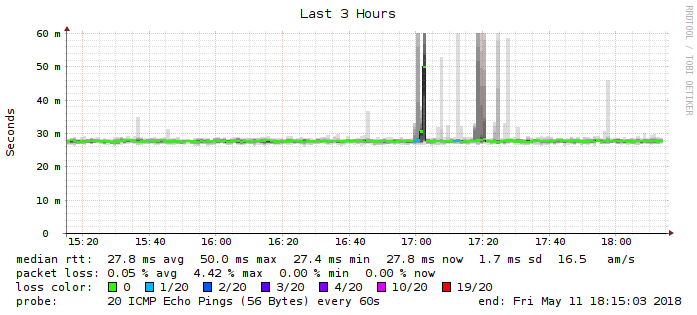 Last 3 Hours
RRDTOOL / TOBI OETIKER
Seconds
60 m
50 m
40 m
30 m
20 m
10 m
0
15:20 15:40 16:00 16:20 16:40 17:00 17:20 17:40 18:00
median rtt: 27.8 ms avg 50.0 ms max 27.4 ms min 27.8 ms now 1.7 ms sd 16.5 am/s
packet loss: 0.05 % avg 4.42 % max 0.00 % min 0.00 % now
loss color: 0 1/20 2/20 3/20 4/20 10/20 19/20
probe: 20 ICMP Echo Pings (56 Bytes) every 60s end: Fri May 11 18:15:03 2018